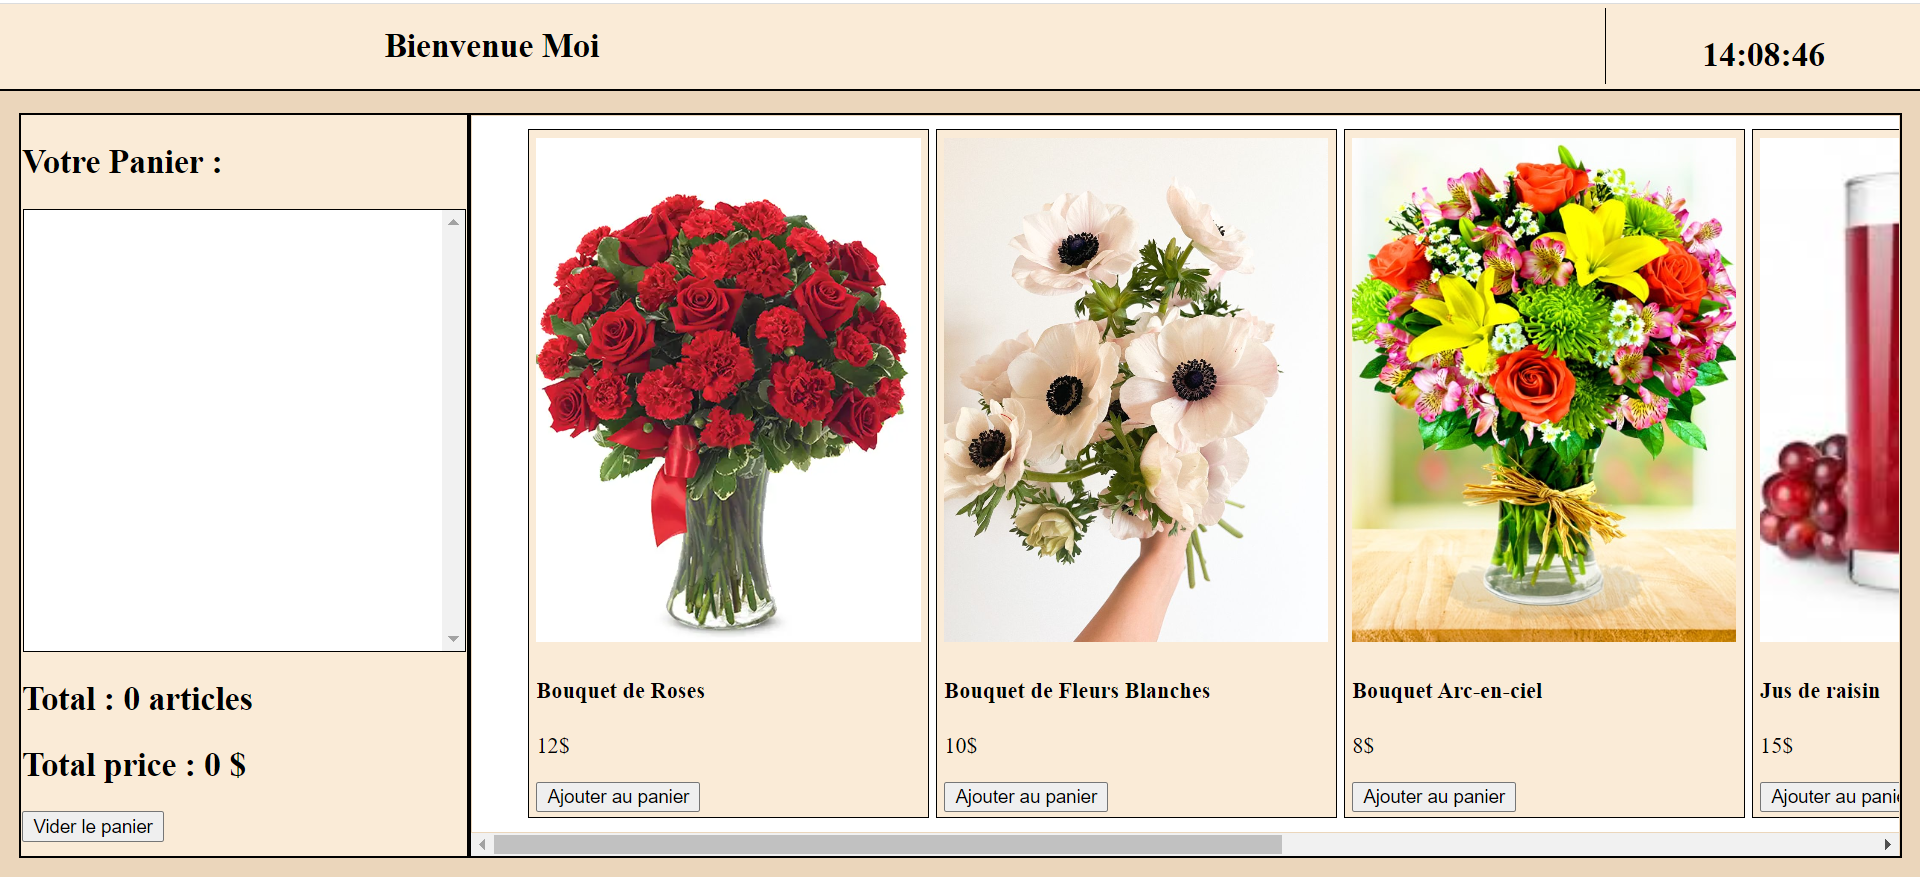 Bienvenue Moi
14:08:46
Votre Panier :
Total : 0 articles
Total price : 0 $
Vider le panier
Bouquet de Roses
12$
Ajouter au panier
Bouquet de Fleurs Blanches
10$
Ajouter au panier
Bouquet Arc-en-ciel
8$
Ajouter au panier
Jus de raisin
15$
Ajouter au